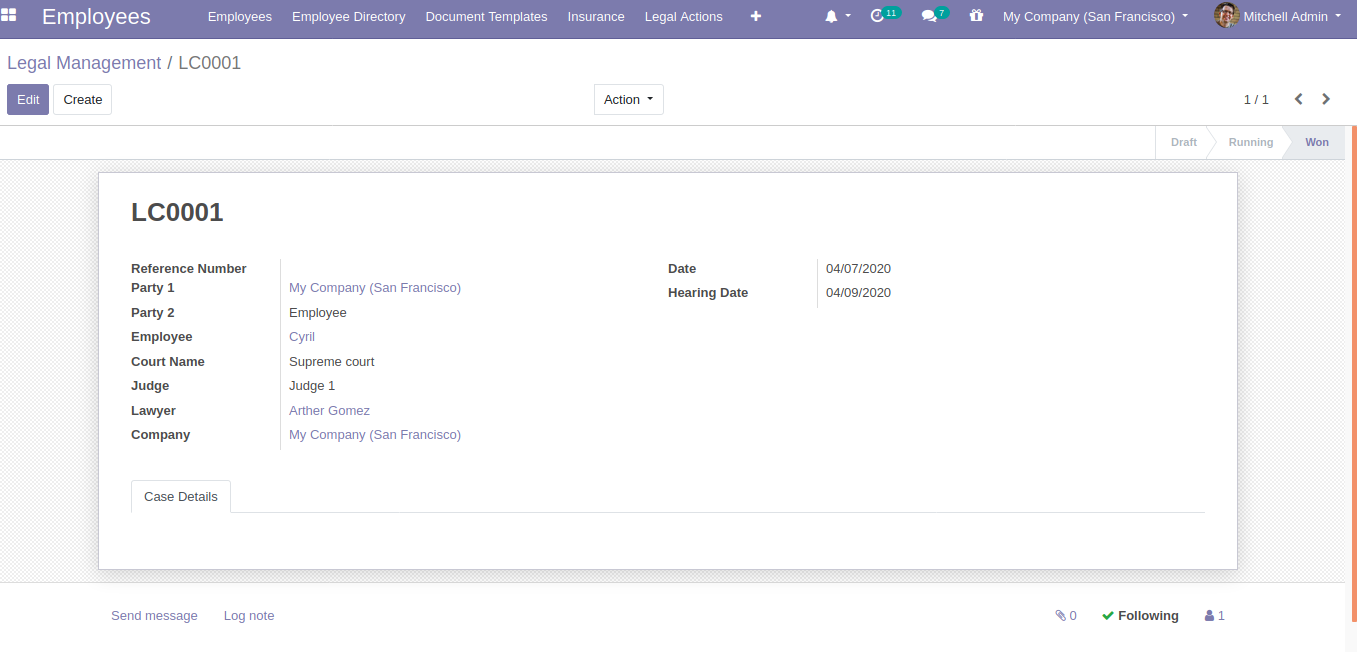 Employees Employees Employee Directory Document Templates Insurance Legal Actions 11 7 My Company (San Francisco) Mitchell Admin
Legal Management / LC0001
Edit Create Action 1 / 1
Draft Running Won
LC0001
Reference Number
Party 1 My Company (San Francisco)
Party 2 Employee
Employee Cyril
Court Name Supreme court
Judge Judge 1
Lawyer Arther Gomez
Company My Company (San Francisco)
Date 04/07/2020
Hearing Date 04/09/2020
Case Details
Send message Log note 0 Following 1